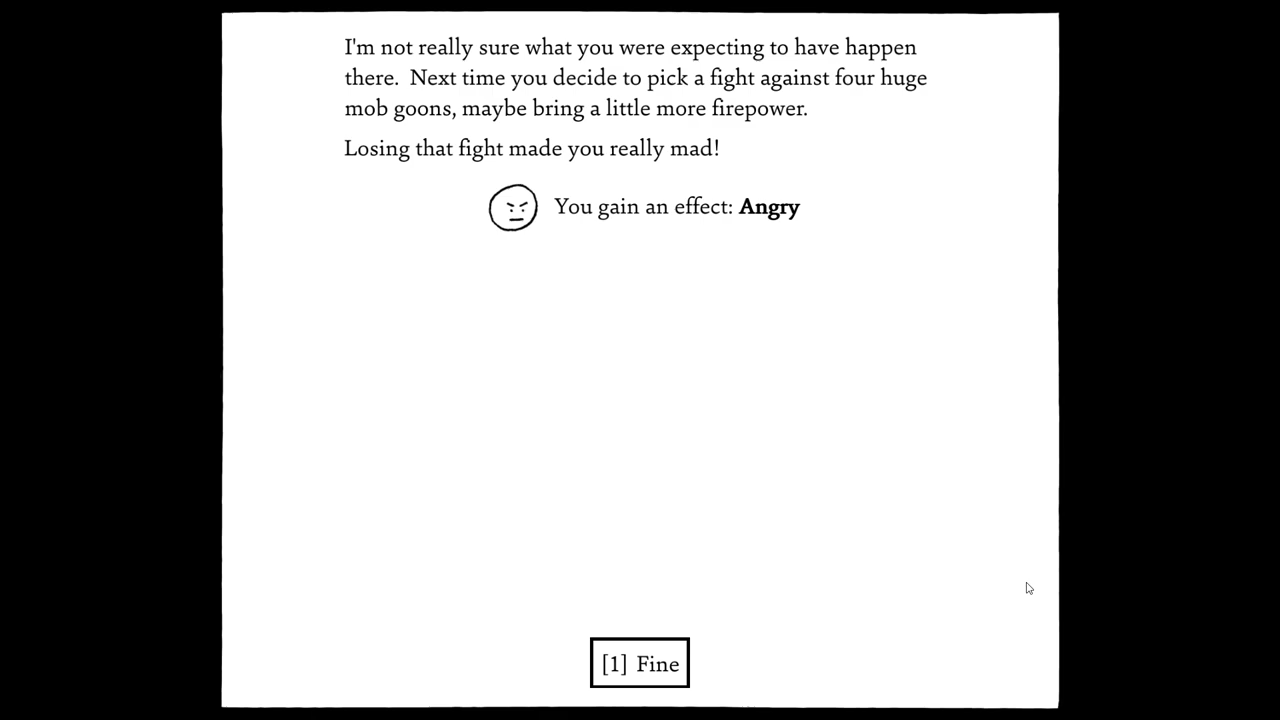 I'm not really sure what you were expecting to have happen
there.  Next time you decide to pick a fight against four huge
mob goons, maybe bring a little more firepower.
Losing that fight made you really mad!
You gain an effect: Angry
[1] Fine